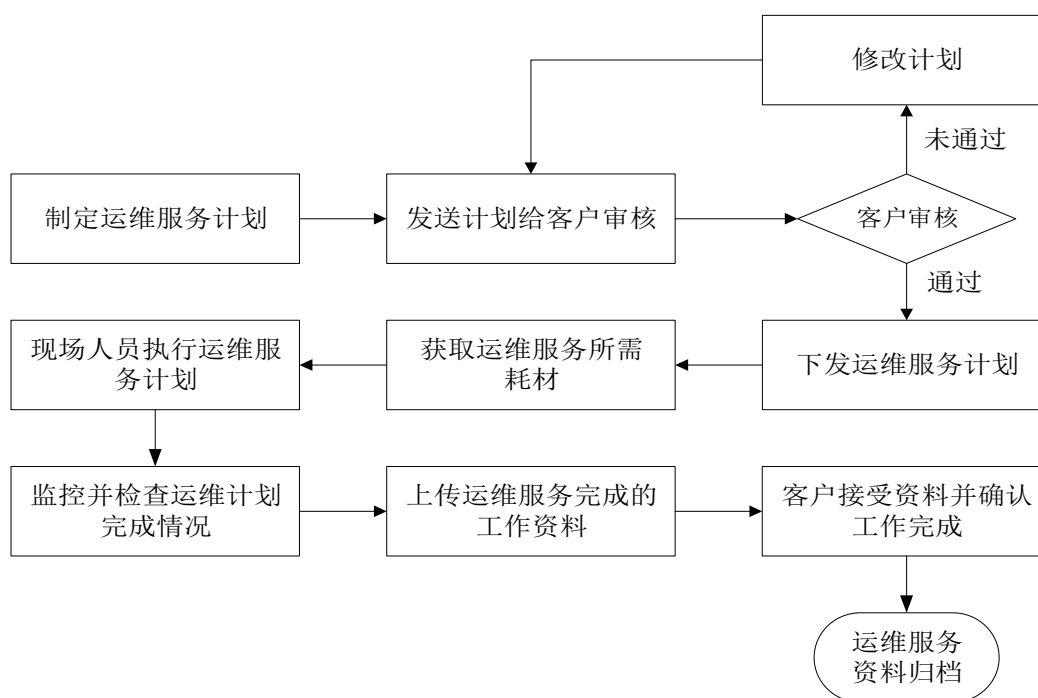 修改计划
未通过
制定运维服务计划
发送计划给客户审核
客户审核
通过
现场人员执行运维服
务计划
获取运维服务所需
耗材
下发运维服务计划
监控并检查运维计划
完成情况
上传运维服务完成的
工作资料
客户接受资料并确认
工作完成
运维服务
资料归档